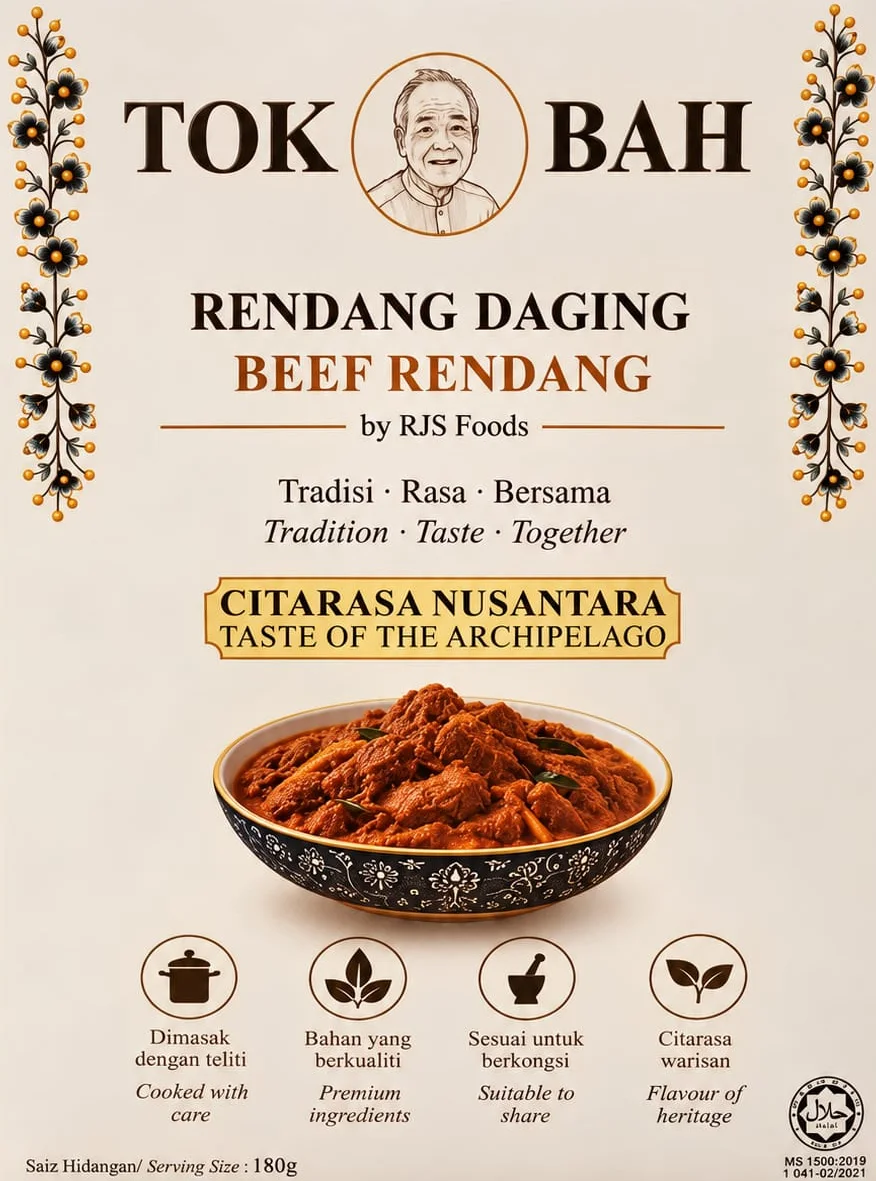 TOK BAH
RENDANG DAGING
BEEF RENDANG
by RJS Foods
Tradisi · Rasa · Bersama
Tradition · Taste · Together
CITARASA NUSANTARA
TASTE OF THE ARCHIPELAGO
Dimasak
dengan teliti
Cooked with
care
Bahan yang
berkualiti
Premium
ingredients
Sesuai untuk
berkongsi
Suitable to
share
Citarasa
warisan
Flavour of
heritage
حلال
Halal
MS 1500:2019
1 041-02/2021
Saiz Hidangan/ Serving Size : 180g